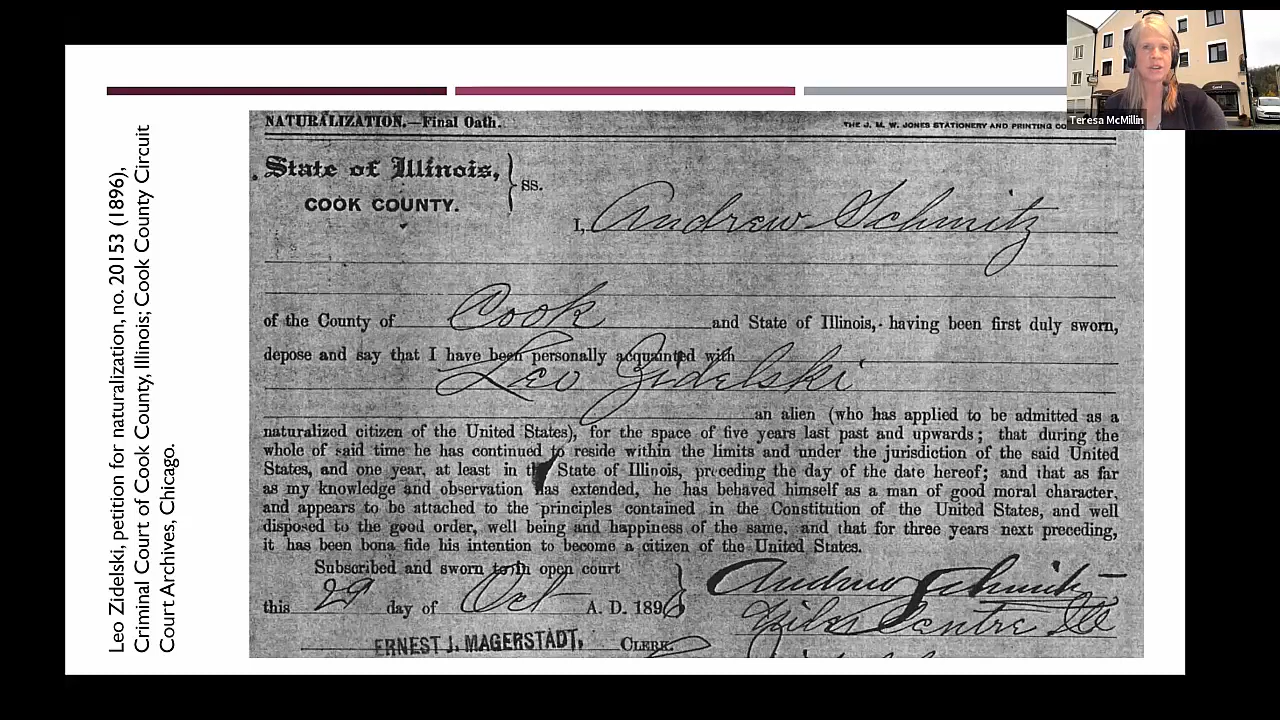 Teresa McMillin
Leo Zidelski, petition for naturalization, no. 20153 (1896),
Criminal Court of Cook County, Illinois; Cook County Circuit
Court Archives, Chicago.
NATURALIZATION.—Final Oath.
THE J. M. W. JONES STATIONERY AND PRINTING CO
State of Illinois,
COOK COUNTY.
ss.
I, Andrew Schmitz
of the County of Cook and State of Illinois, having been first duly sworn,
depose and say that I have been personally acquainted with
Leo Zidelski
an alien (who has applied to be admitted as a
naturalized citizen of the United States), for the space of five years last past and upwards; that during the
whole of said time he has continued to reside within the limits and under the jurisdiction of the said United
States, and one year, at least in the State of Illinois, preceding the day of the date hereof; and that as far
as my knowledge and observation has extended, he has behaved himself as a man of good moral character,
and appears to be attached to the principles contained in the Constitution of the United States, and well
disposed to the good order, well being and happiness of the same, and that for three years next preceding,
it has been bona fide his intention to become a citizen of the United States.
Subscribed and sworn to in open court
this 29 day of Oct A. D. 1896
Andrew Schmitz
Niles Centre Ill
ERNEST J. MAGERSTADT, CLERK.